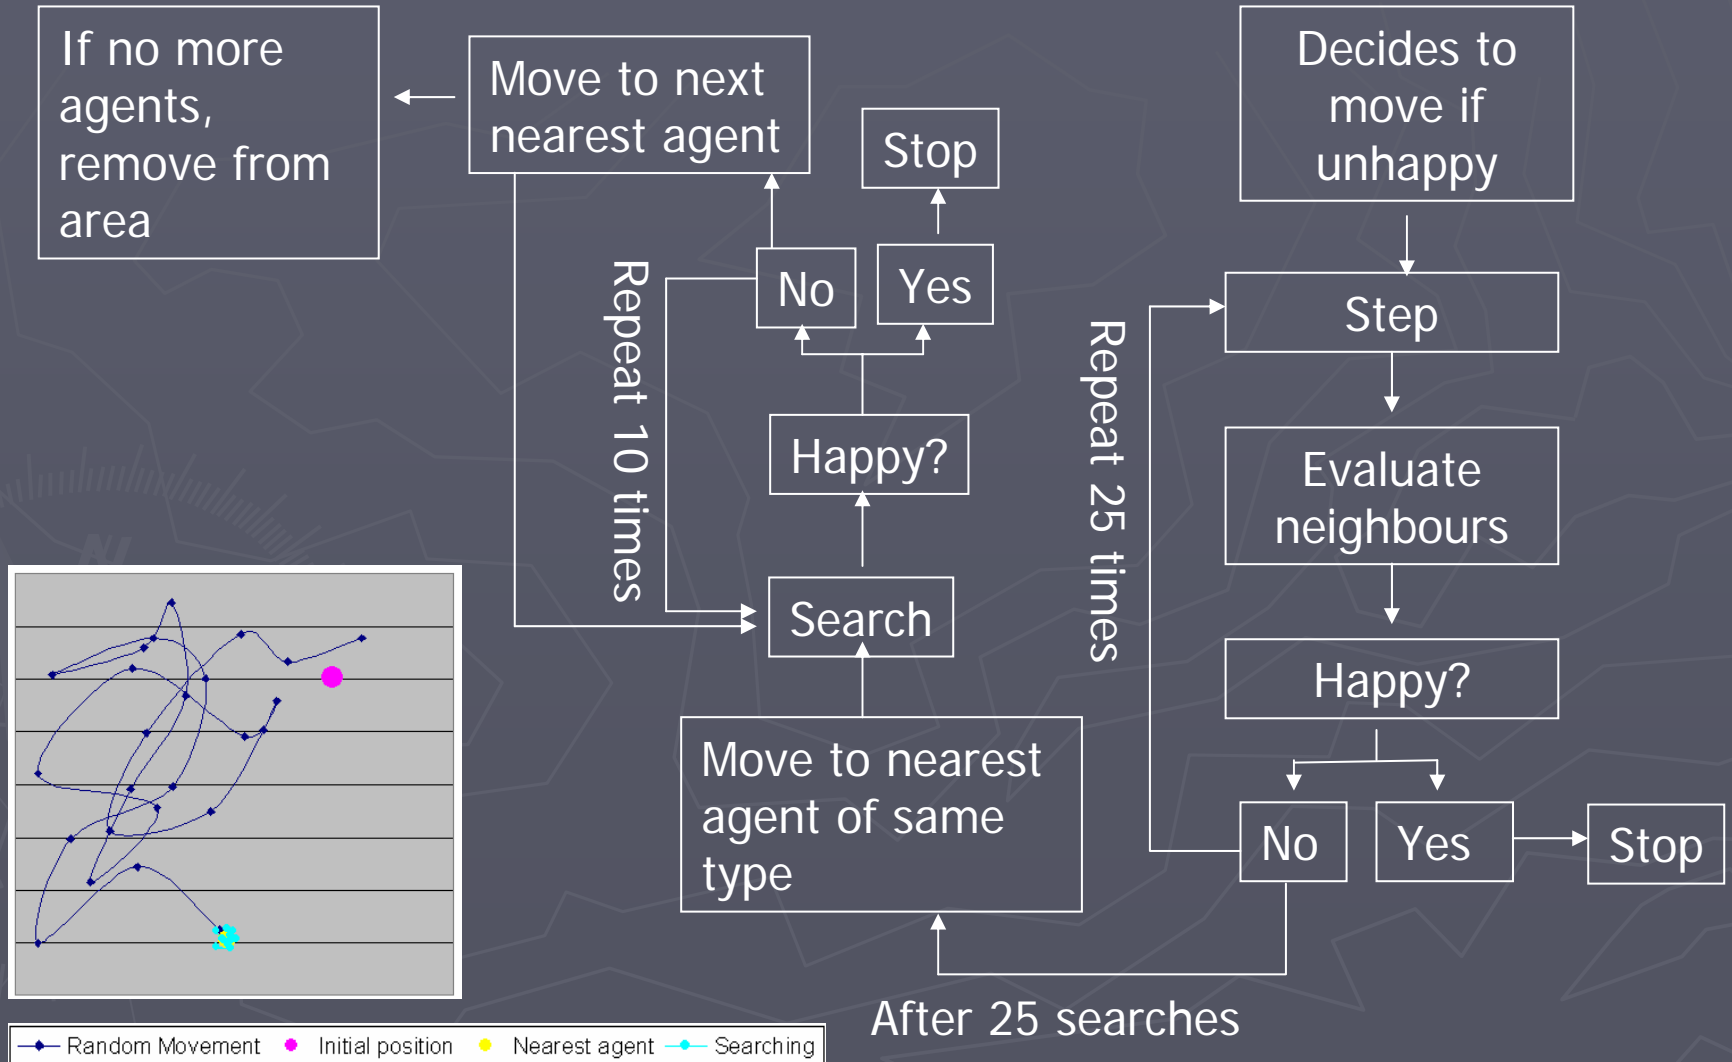 If no more
agents,
remove from
area
Move to next
nearest agent
Stop
No
Yes
Repeat 10 times
Happy?
Search
Move to nearest
agent of same
type
Decides to
move if
unhappy
Step
Repeat 25 times
Evaluate
neighbours
Happy?
No
Yes
Stop
After 25 searches
N
Random Movement
Initial position
Nearest agent
Searching